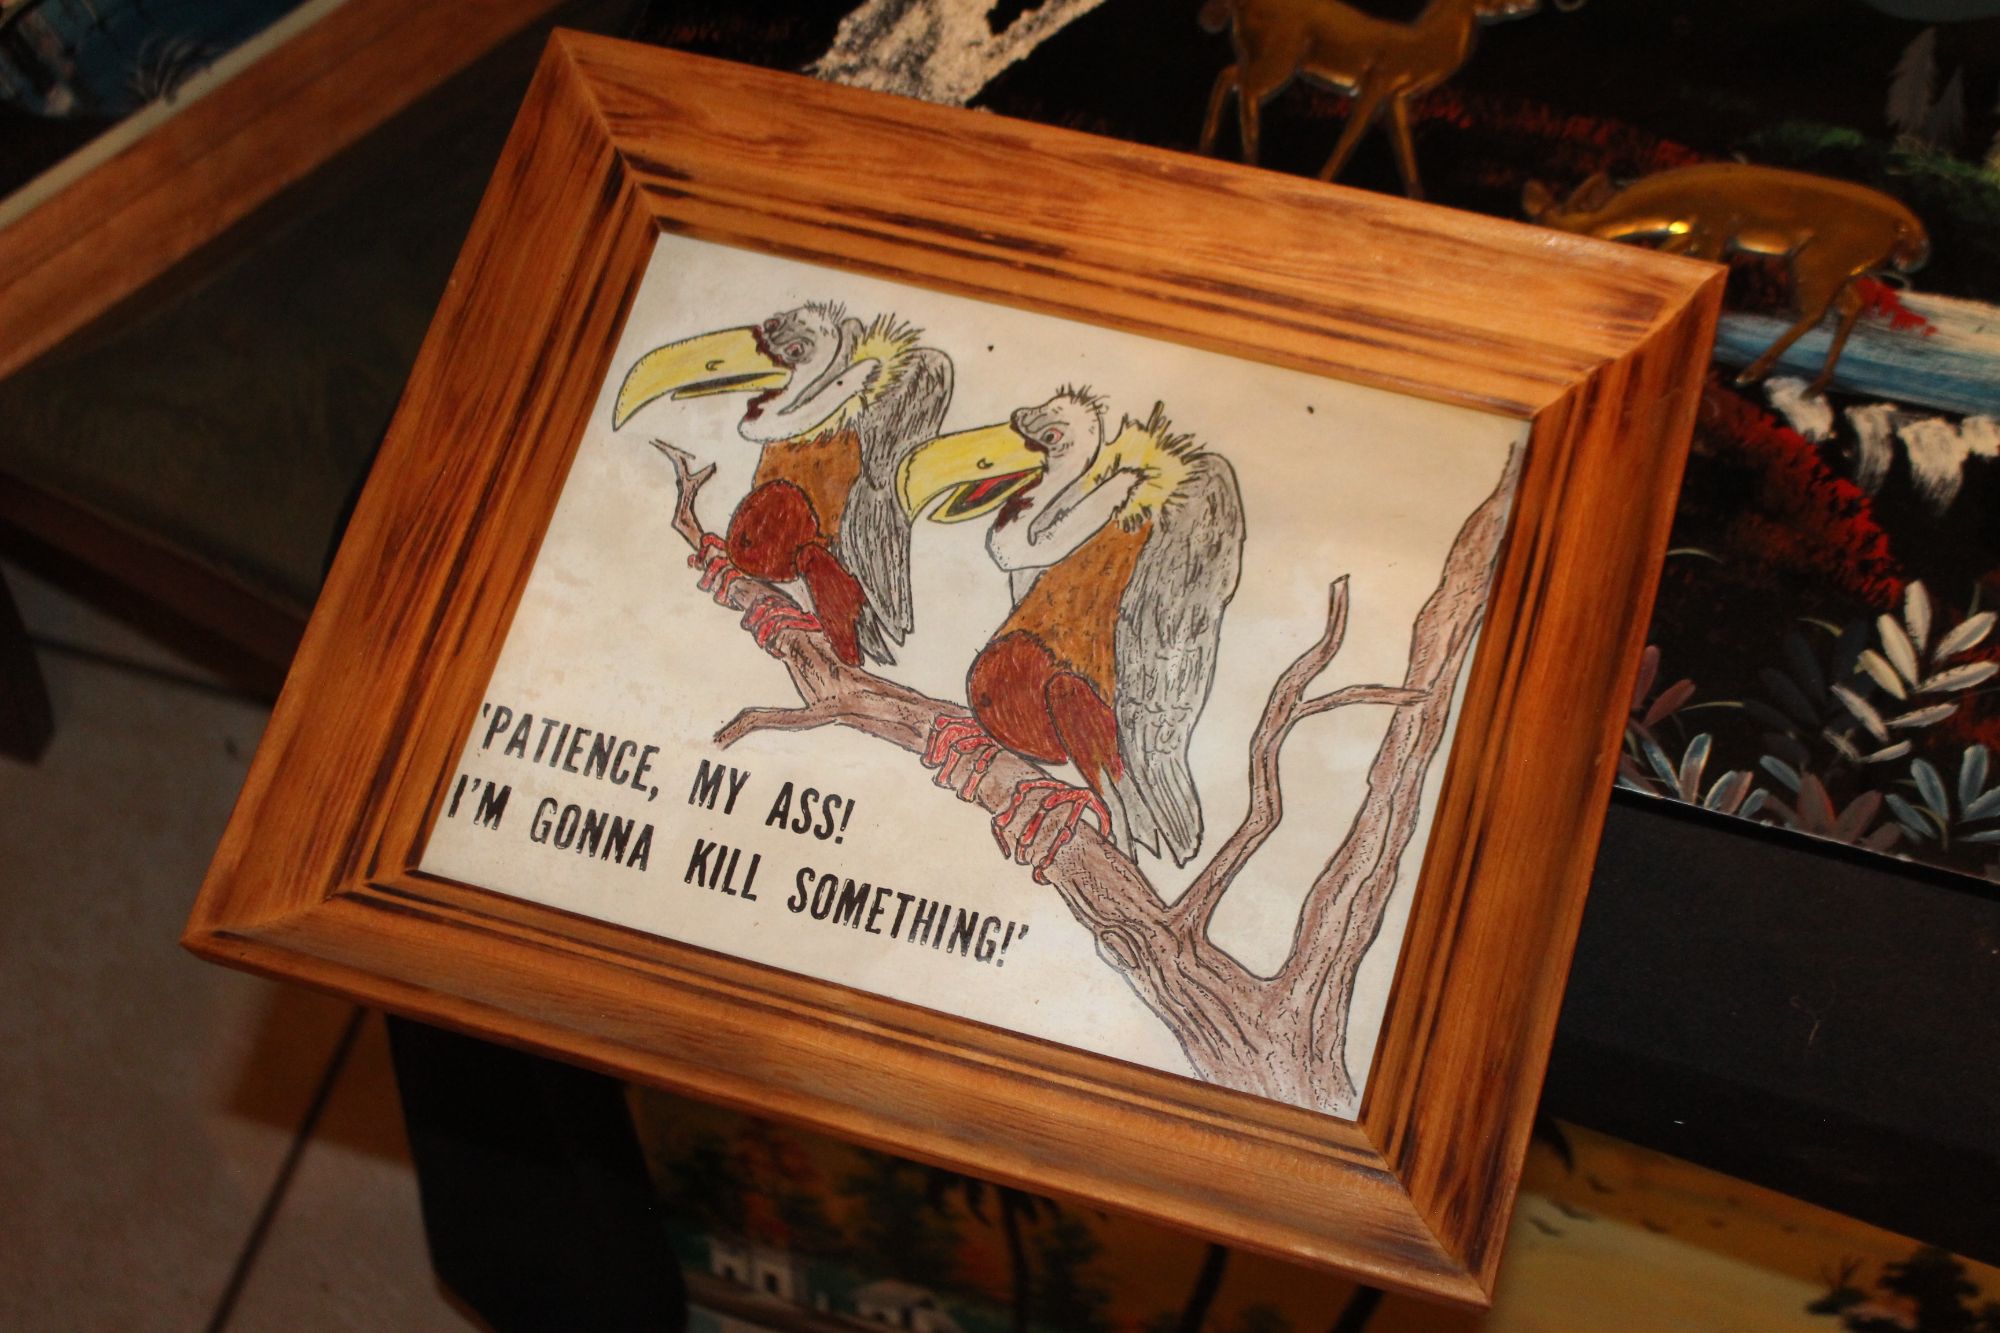 'PATIENCE, MY ASS!
I'M GONNA KILL SOMETHING!'